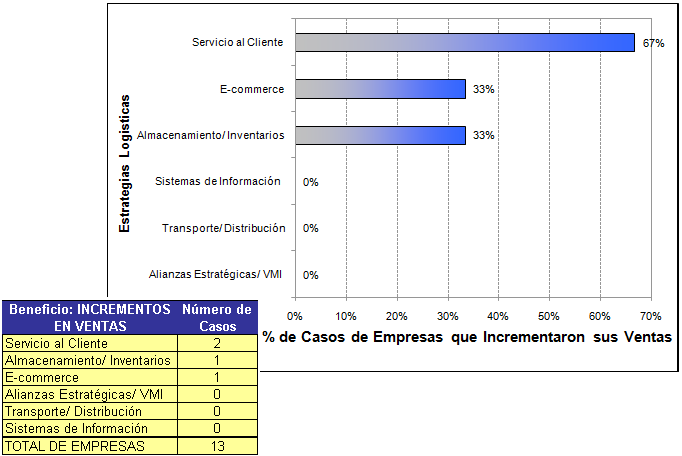 Estrategias Logísticas
Servicio al Cliente 67%
E-commerce 33%
Almacenamiento/ Inventarios 33%
Sistemas de Información 0%
Transporte/ Distribución 0%
Alianzas Estratégicas/ VMI 0%
0% 10% 20% 30% 40% 50% 60% 70%
% de Casos de Empresas que Incrementaron sus Ventas
Beneficio: INCREMENTOS Número de
EN VENTAS Casos
Servicio al Cliente 2
Almacenamiento/ Inventarios 1
E-commerce 1
Alianzas Estratégicas/ VMI 0
Transporte/ Distribución 0
Sistemas de Información 0
TOTAL DE EMPRESAS 13